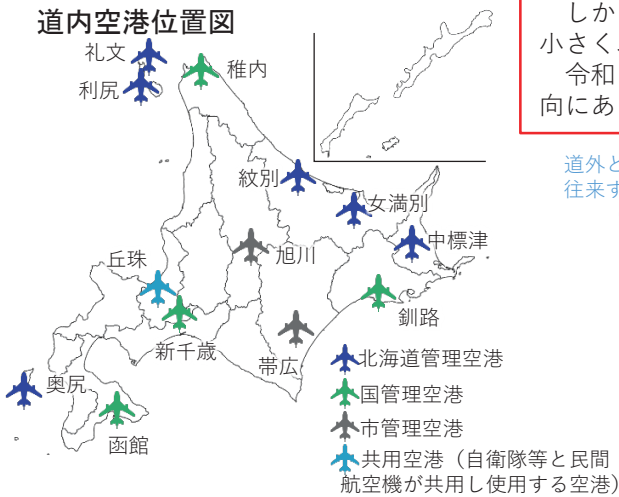 道内空港位置図
礼文
稚内
利尻
紋別
女満別
中標津
旭川
丘珠
釧路
新千歳
帯広
奥尻
函館
北海道管理空港
国管理空港
市管理空港
共用空港（自衛隊等と民間
航空機が共用し使用する空港）
しか
小さく
令和
向にあ
道外と
往来す